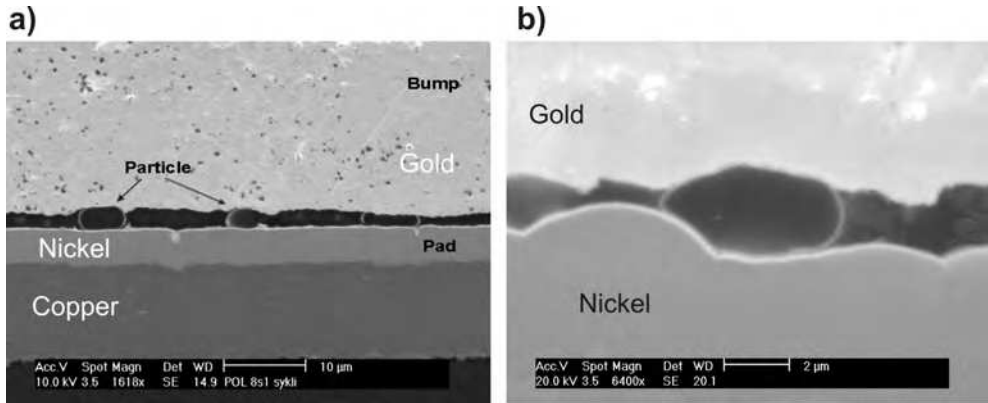 a)
Bump
Gold
Particle
Nickel
Pad
Copper
Acc.V Spot Magn Det WD 10 µm
10.0 kV 3.5 1618x SE 14.9 POL 8s1 sykli
b)
Gold
Nickel
Acc.V Spot Magn Det WD 2 µm
20.0 kV 3.5 6400x SE 20.1